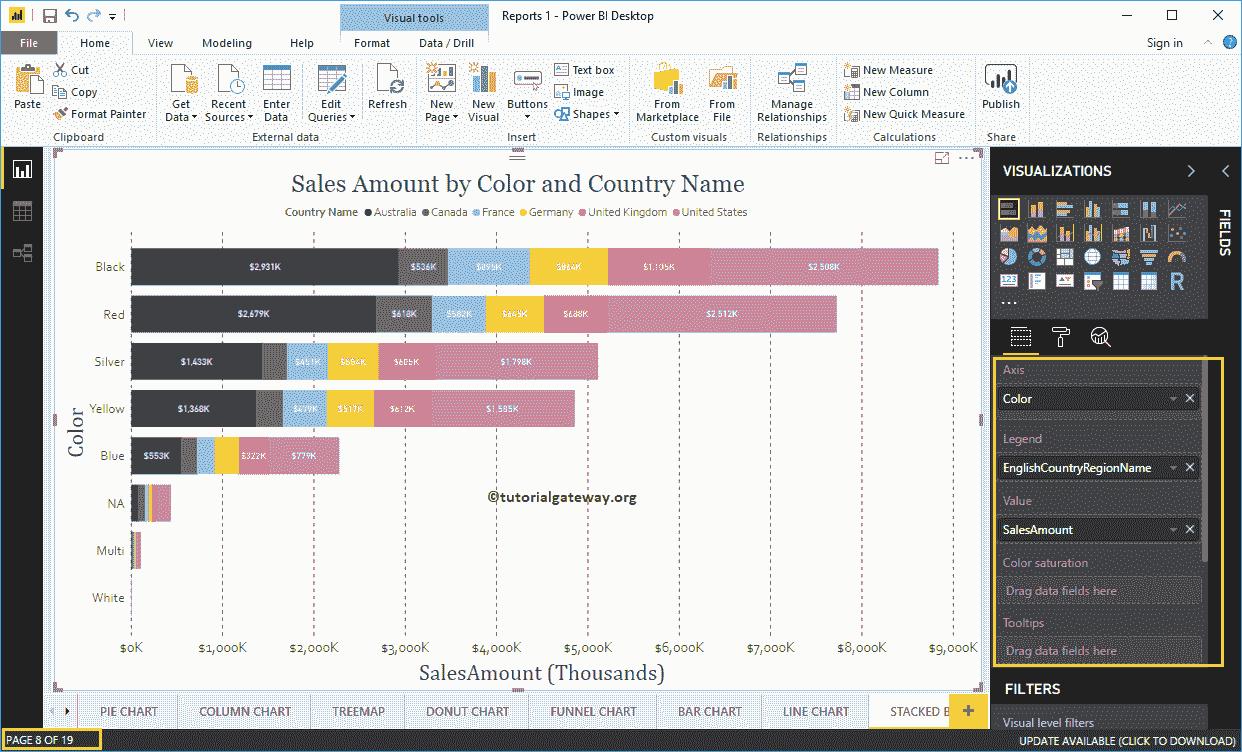 Visual tools
Reports 1 - Power BI Desktop
File
Home
View
Modeling
Help
Format
Data / Drill
Sign in
Paste
Cut
Copy
Format Painter
Clipboard
Get Data
Recent Sources
Enter Data
Edit Queries
Refresh
External data
New Page
New Visual
Buttons
Text box
Image
Shapes
Insert
From Marketplace
From File
Custom visuals
Manage Relationships
Relationships
New Measure
New Column
New Quick Measure
Calculations
Publish
Share
Sales Amount by Color and Country Name
Country Name Australia Canada France Germany United Kingdom United States
Color
Black $2,931K $536K $895K $864K $1,105K $2,508K
Red $2,679K $618K $582K $645K $688K $2,512K
Silver $1,433K $451K $605K $1,798K
Yellow $1,368K $517K $612K $1,585K
Blue $553K $322K $779K
NA
Multi
White
©tutorialgateway.org
$0K $1,000K $2,000K $3,000K $4,000K $5,000K $6,000K $7,000K $8,000K $9,000K
SalesAmount (Thousands)
VISUALIZATIONS
FIELDS
123
R
Axis
Color
Legend
EnglishCountryRegionName
Value
SalesAmount
Color saturation
Drag data fields here
Tooltips
Drag data fields here
FILTERS
Visual level filters
PIE CHART
COLUMN CHART
TREEMAP
DONUT CHART
FUNNEL CHART
BAR CHART
LINE CHART
STACKED B
PAGE 8 OF 19
UPDATE AVAILABLE (CLICK TO DOWNLOAD)